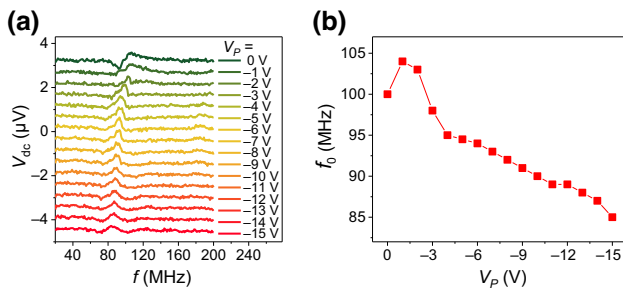 (a)
4
2
0
−2
−4
V_dc (μV)
40 80 120 160 200 240
f (MHz)
V_P =
0 V
−1 V
−2 V
−3 V
−4 V
−5 V
−6 V
−7 V
−8 V
−9 V
−10 V
−11 V
−12 V
−13 V
−14 V
−15 V
(b)
105
100
95
90
85
f_0 (MHz)
0 −3 −6 −9 −12 −15
V_P (V)